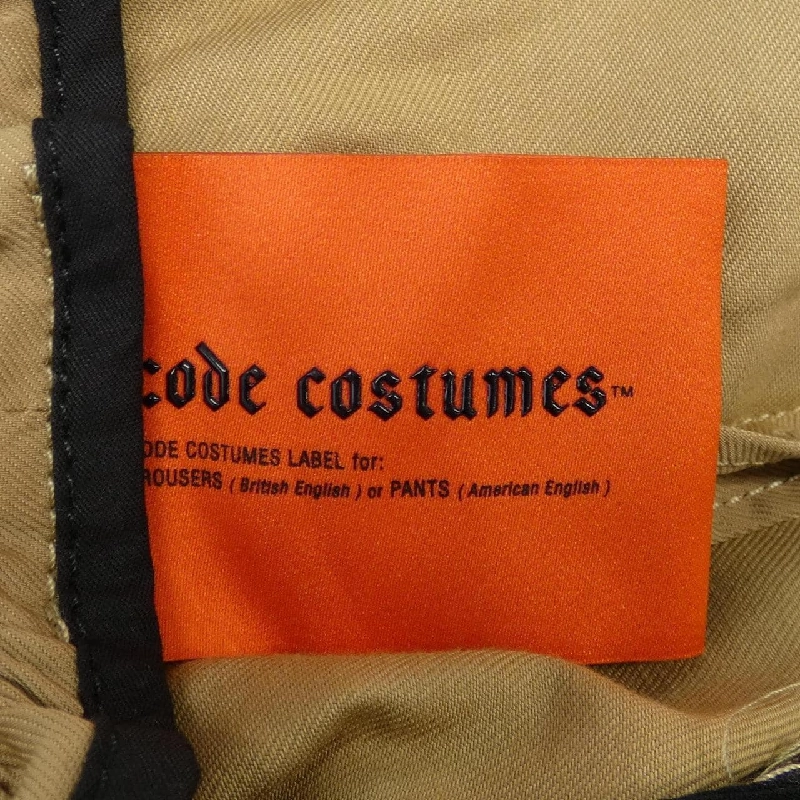 code costumes™
ODE COSTUMES LABEL for:
ROUSERS ( British English ) or PANTS ( American English )